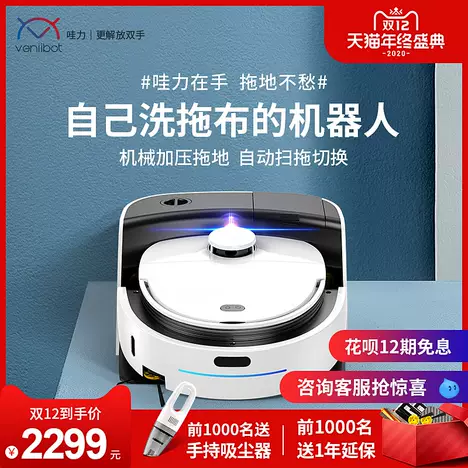 veniibot
哇力 | 更解放双手
双12
天猫年终盛典
-2020-
#哇力在手 拖地不愁#
自己洗拖布的机器人
机械加压拖地 自动扫拖切换
花呗12期免息
咨询客服抢惊喜
双12到手价
¥2299元
前1000名送
手持吸尘器
前1000名
送1年延保